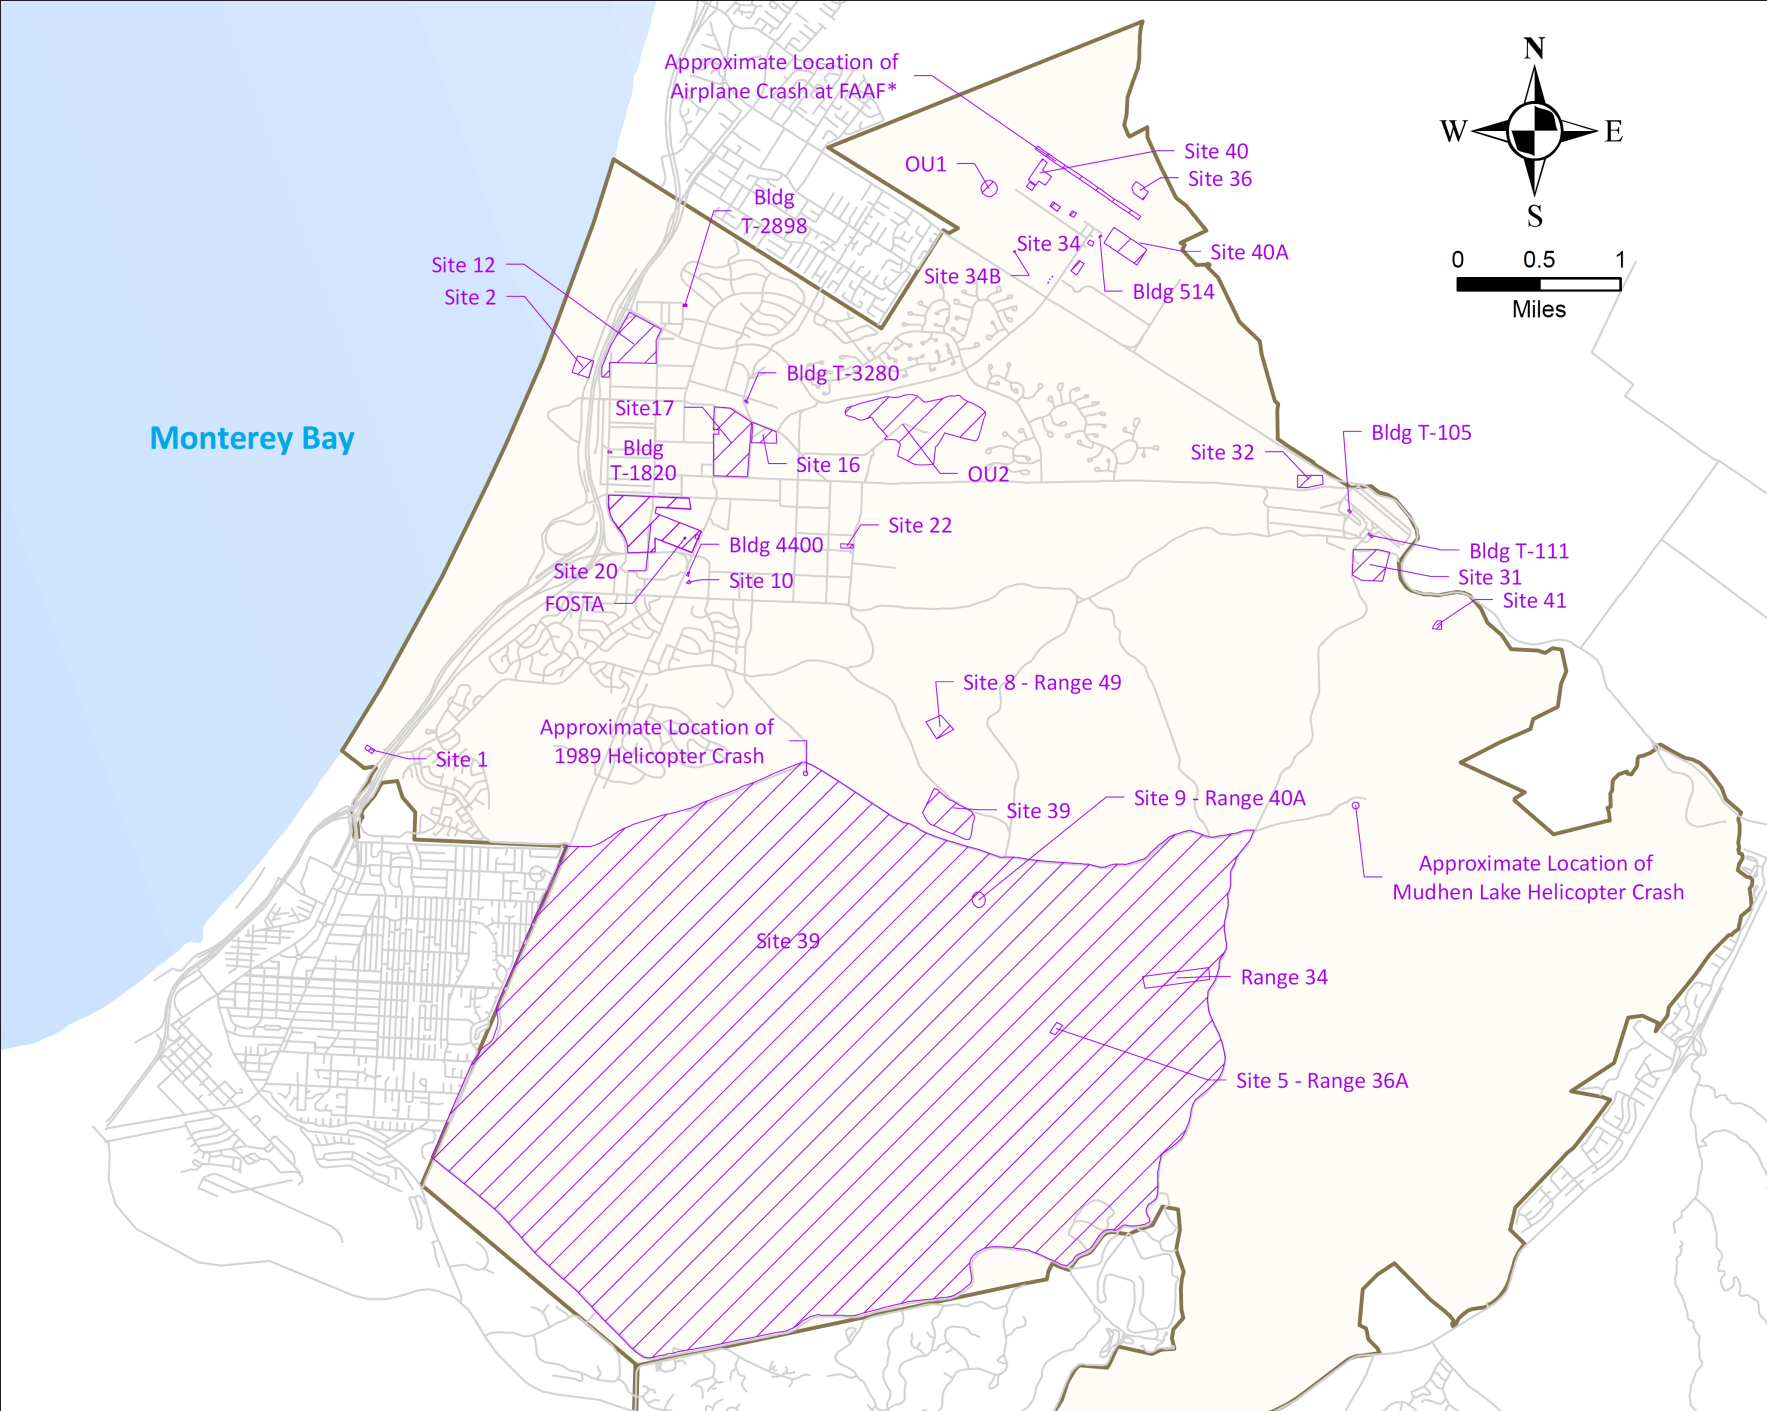 N
W
E
S
0
0.5
1
Miles
Approximate Location of
Airplane Crash at FAAF*
OU1
Site 40
Site 36
Bldg
T-2898
Site 34
Site 40A
Site 34B
Bldg 514
Site 12
Site 2
Bldg T-3280
Site17
Monterey Bay
Bldg
T-1820
Site 16
OU2
Site 32
Bldg T-105
Site 22
Bldg 4400
Bldg T-111
Site 20
Site 10
Site 31
FOSTA
Site 41
Site 8 - Range 49
Approximate Location of
1989 Helicopter Crash
Site 1
Site 39
Site 9 - Range 40A
Approximate Location of
Mudhen Lake Helicopter Crash
Site 39
Range 34
Site 5 - Range 36A